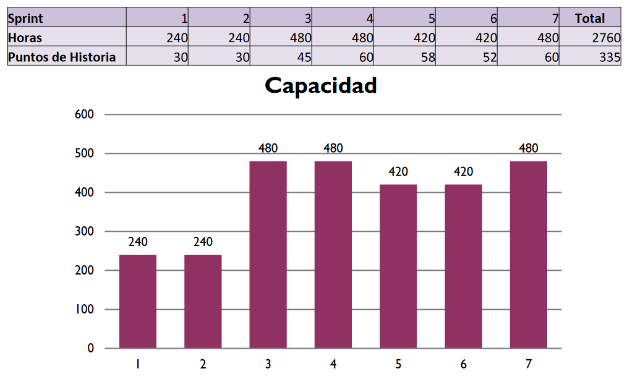 Sprint 1 2 3 4 5 6 7 Total
Horas 240 240 480 480 420 420 480 2760
Puntos de Historia 30 30 45 60 58 52 60 335
Capacidad
600
500
400
300
200
100
0
240 240 480 480 420 420 480
1 2 3 4 5 6 7